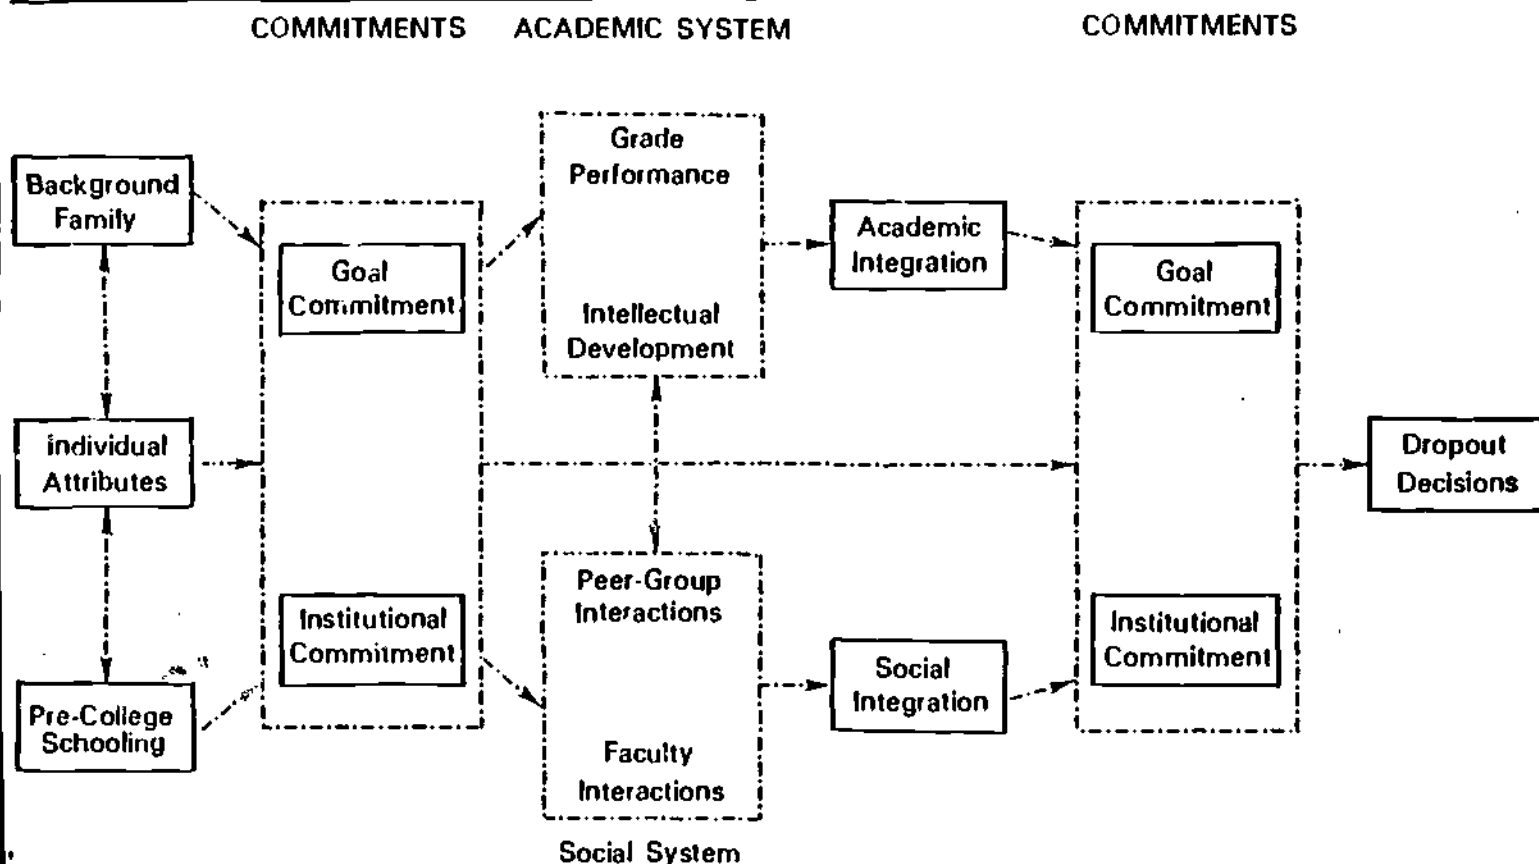 COMMITMENTS ACADEMIC SYSTEM COMMITMENTS
Background
Family
Individual
Attributes
Pre-College
Schooling
Goal
Commitment
Institutional
Commitment
Grade
Performance
Intellectual
Development
Peer-Group
Interactions
Faculty
Interactions
Social System
Academic
Integration
Social
Integration
Goal
Commitment
Institutional
Commitment
Dropout
Decisions